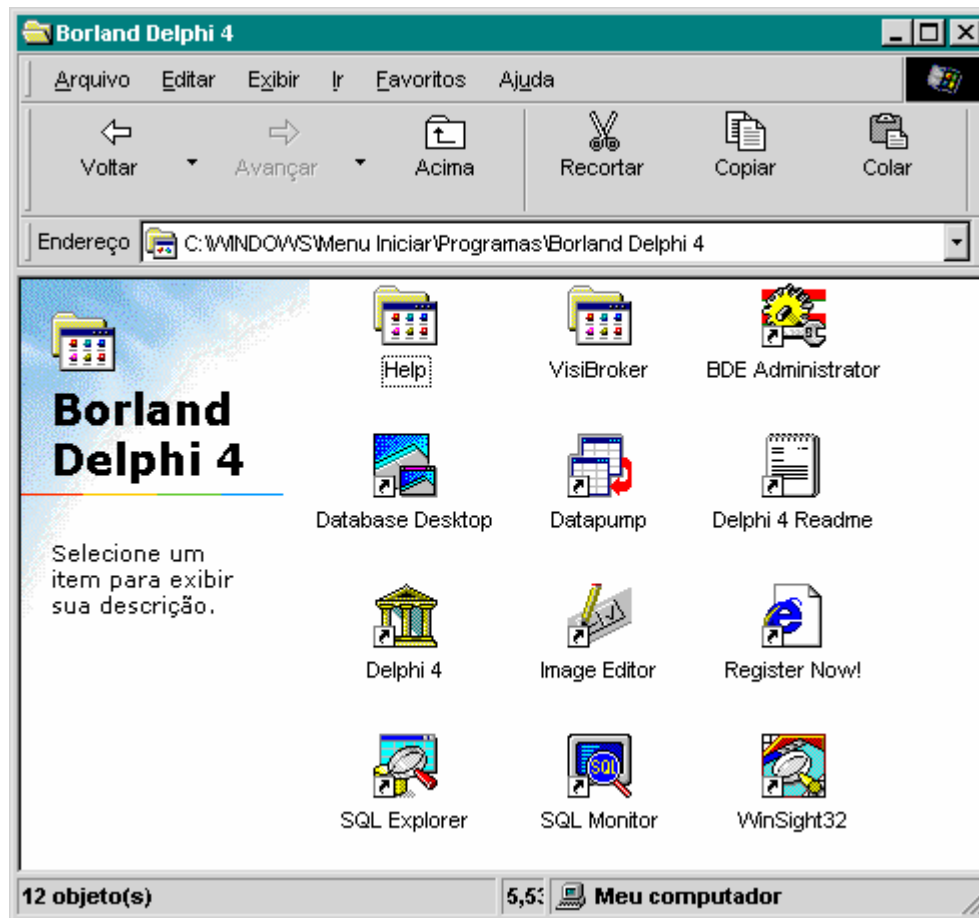 Borland Delphi 4
Arquivo Editar Exibir Ir Favoritos Ajuda
Voltar Avançar Acima Recortar Copiar Colar
Endereço C:\WINDOWS\Menu Iniciar\Programas\Borland Delphi 4
Borland
Delphi 4
Selecione um
item para exibir
sua descrição.
Help VisiBroker BDE Administrator
Database Desktop Datapump Delphi 4 Readme
Delphi 4 Image Editor Register Now!
SQL Explorer SQL Monitor WinSight32
SQL
12 objeto(s) 5,5 Meu computador